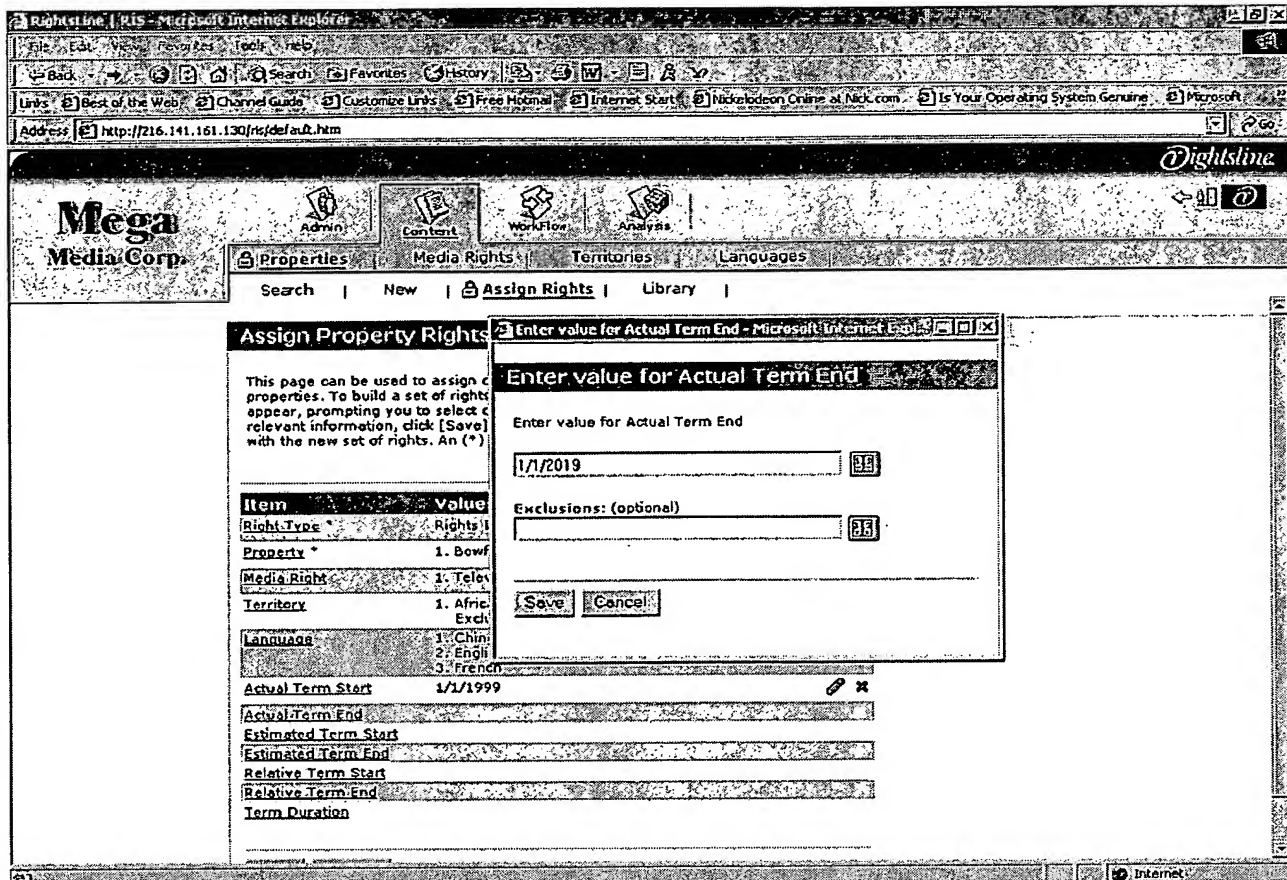 RightsLine | RIS - Microsoft Internet Explorer
File Edit View Favorites Tools Help
Back Search Favorites History
Links Best of the Web Channel Guide Customize Links Free Hotmail Internet Start Nickelodeon Online at Nick.com Is Your Operating System Genuine Microsoft
Address http://216.141.161.130/ris/default.htm Go
Rightsline
Mega
Media Corp.
Admin Content WorkFlow Analysis
Properties Media Rights Territories Languages
Search | New | Assign Rights | Library |
Assign Property Rights
This page can be used to assign
properties. To build a set of rights
appear, prompting you to select
relevant information, click [Save]
with the new set of rights. An (*)
Item Value
Right Type * Rights
Property * 1. Bowf
Media Right 1. Telev
Territory 1. Afric
Exclu
Language 1. Chin
2. Engli
3. French
Actual Term Start 1/1/1999
Actual Term End
Estimated Term Start
Estimated Term End
Relative Term Start
Relative Term End
Term Duration
Enter value for Actual Term End - Microsoft Internet Expl
Enter value for Actual Term End
Enter value for Actual Term End
1/1/2019
Exclusions: (optional)
Save Cancel
Internet